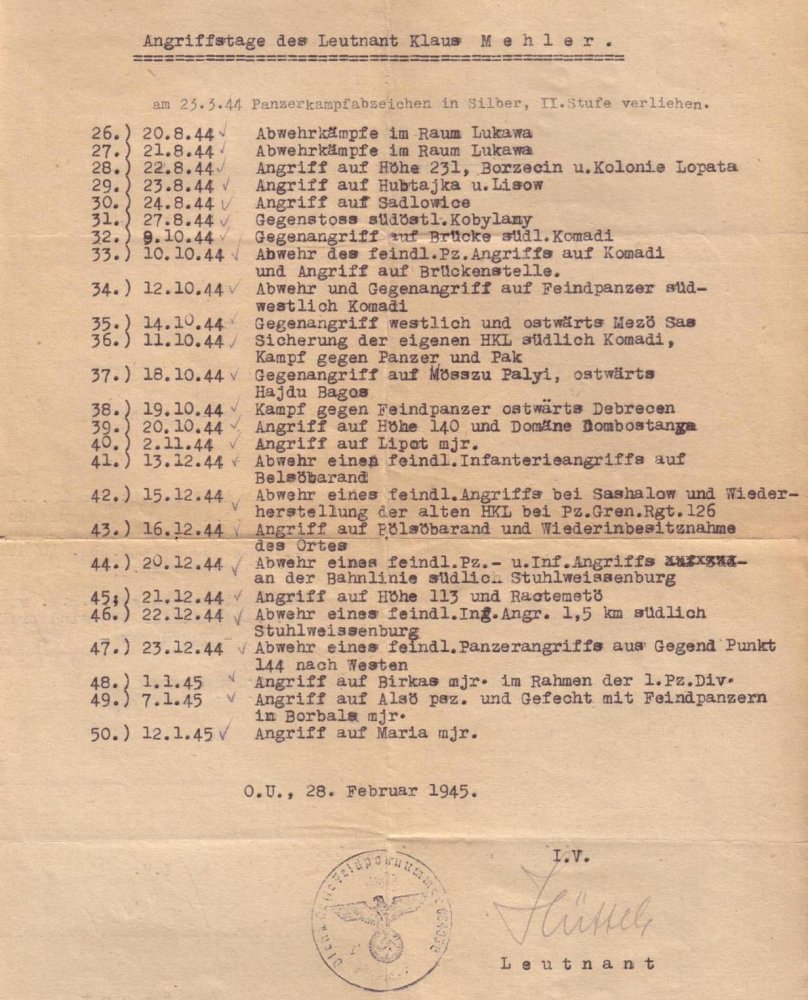 Angriffstage des Leutnant Klaus M e h l e r .
am 23.3.44 Panzerkampfabzeichen in Silber, II.Stufe verliehen.
26.) 20.8.44 ✓ Abwehrkämpfe im Raum Lukawa
27.) 21.8.44 ✓ Abwehrkämpfe im Raum Lukawa
28.) 22.8.44 ✓ Angriff auf Höhe 231, Borzecin u.Kolonie Lopata
29.) 23.8.44 ✓ Angriff auf Hubtajka u.Lisow
30.) 24.8.44 ✓ Angriff auf Sadlowice
31.) 27.8.44 ✓ Gegenstoss südöstl.Kobylamy
32.) 9.10.44 ✓ Gegenangriff auf Brücke südl.Komadi
33.) 10.10.44 ✓ Abwehr des feindl.Pz.Angriffs auf Komadi
und Angriff auf Brückenstelle.
34.) 12.10.44 ✓ Abwehr und Gegenangriff auf Feindpanzer süd-
westlich Komadi
35.) 14.10.44 ✓ Gegenangriff westlich und ostwärts Mezö Sas
36.) 11.10.44 ✓ Sicherung der eigenen HKL südlich Komadi,
Kampf gegen Panzer und Pak
37.) 18.10.44 ✓ Gegenangriff auf Mösszu Palyi, ostwärts
Hajdu Bagos
38.) 19.10.44 ✓ Kampf gegen Feindpanzer ostwärts Debrecen
39.) 20.10.44 ✓ Angriff auf Höhe 140 und Domäne Dombostanya
40.) 2.11.44 ✓ Angriff auf Lipot mjr.
41.) 13.12.44 ✓ Abwehr eines feindl.Infanterieangriffs auf
Belsöbarand
42.) 15.12.44 ✓ Abwehr eines feindl.Angriffs bei Sashalow und Wieder-
herstellung der alten HKL bei Pz.Gren.Rgt.126
43.) 16.12.44 ✓ Angriff auf Pölsöbarand und Wiederinbesitznahme
des Ortes
44.) 20.12.44 ✓ Abwehr eines feindl.Pz.- u.Inf.Angriffs
an der Bahnlinie südlich Stuhlweissenburg
45;) 21.12.44 ✓ Angriff auf Höhe 113 und Ractemetö
46.) 22.12.44 ✓ Abwehr eines feindl.Inf.Angr. 1,5 km südlich
Stuhlweissenburg
47.) 23.12.44 ✓ Abwehr eines feindl.Panzerangriffs aus Gegend Punkt
144 nach Westen
48.) 1.1.45 ✓ Angriff auf Birkas mjr. im Rahmen der 1.Pz.Div.
49.) 7.1.45 ✓ Angriff auf Alsö psz. und Gefecht mit Feindpanzern
in Borbala mjr.
50.) 12.1.45 ✓ Angriff auf Maria mjr.
O.U., 28. Februar 1945.
I.V.
Hüttel
L e u t n a n t